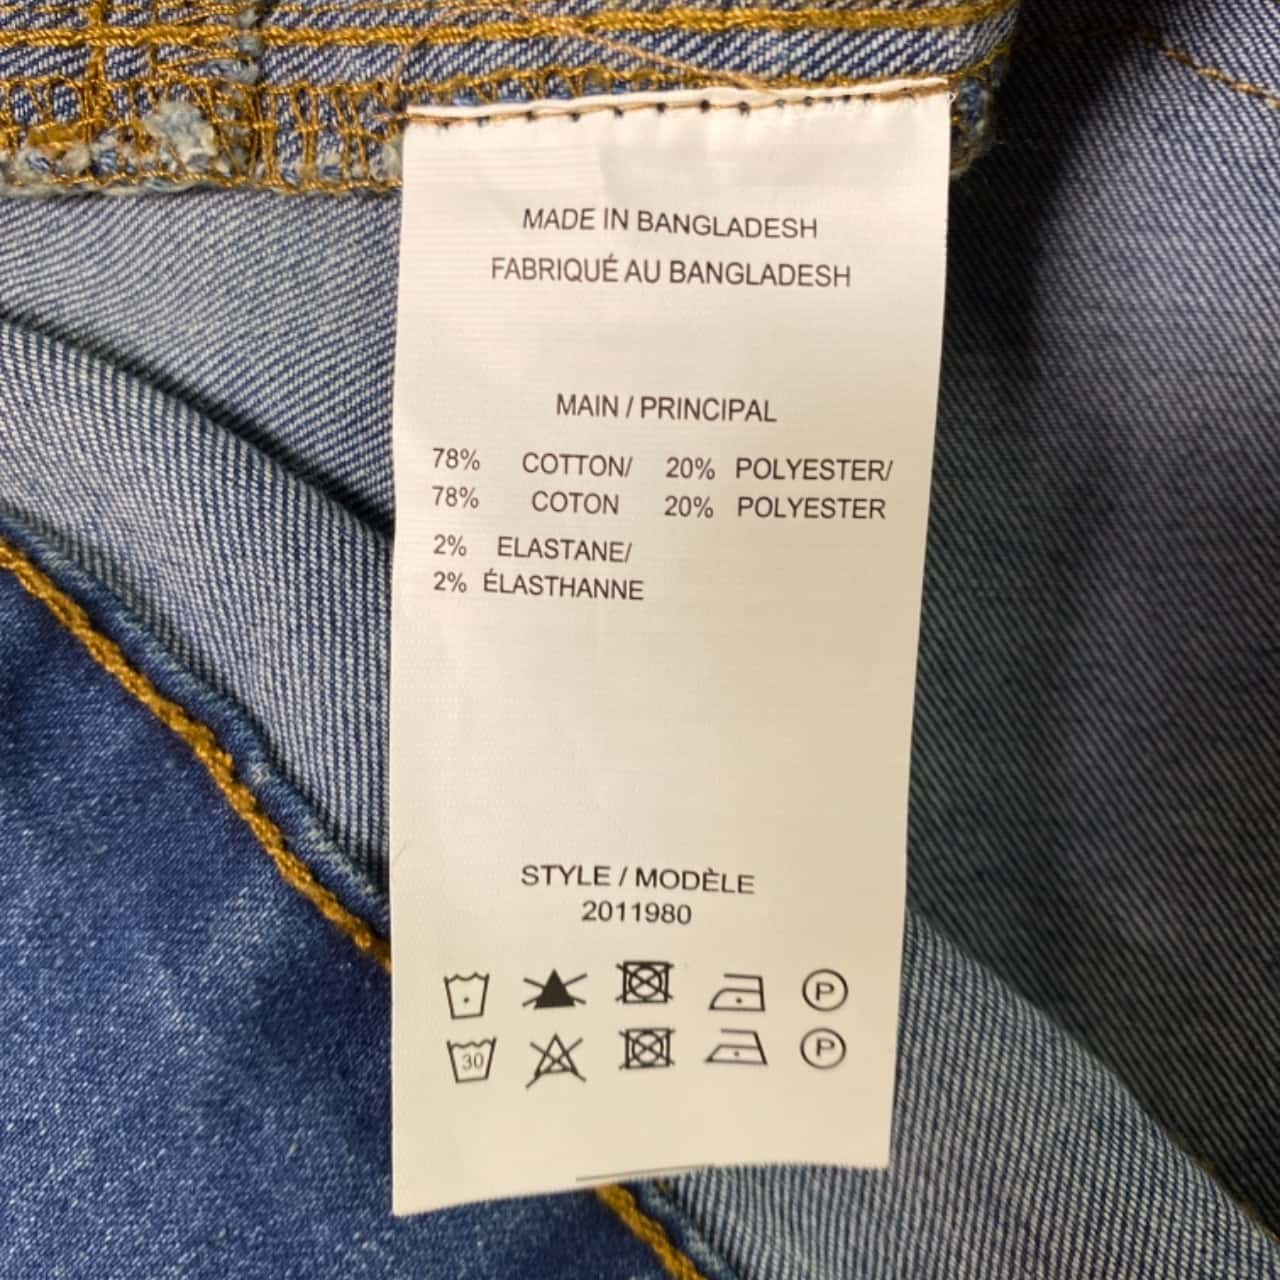 MADE IN BANGLADESH
FABRIQUÉ AU BANGLADESH
MAIN / PRINCIPAL
78% COTTON/ 20% POLYESTER/
78% COTON 20% POLYESTER
2% ELASTANE/
2% ÉLASTHANNE
STYLE / MODÈLE
2011980
P
30 P